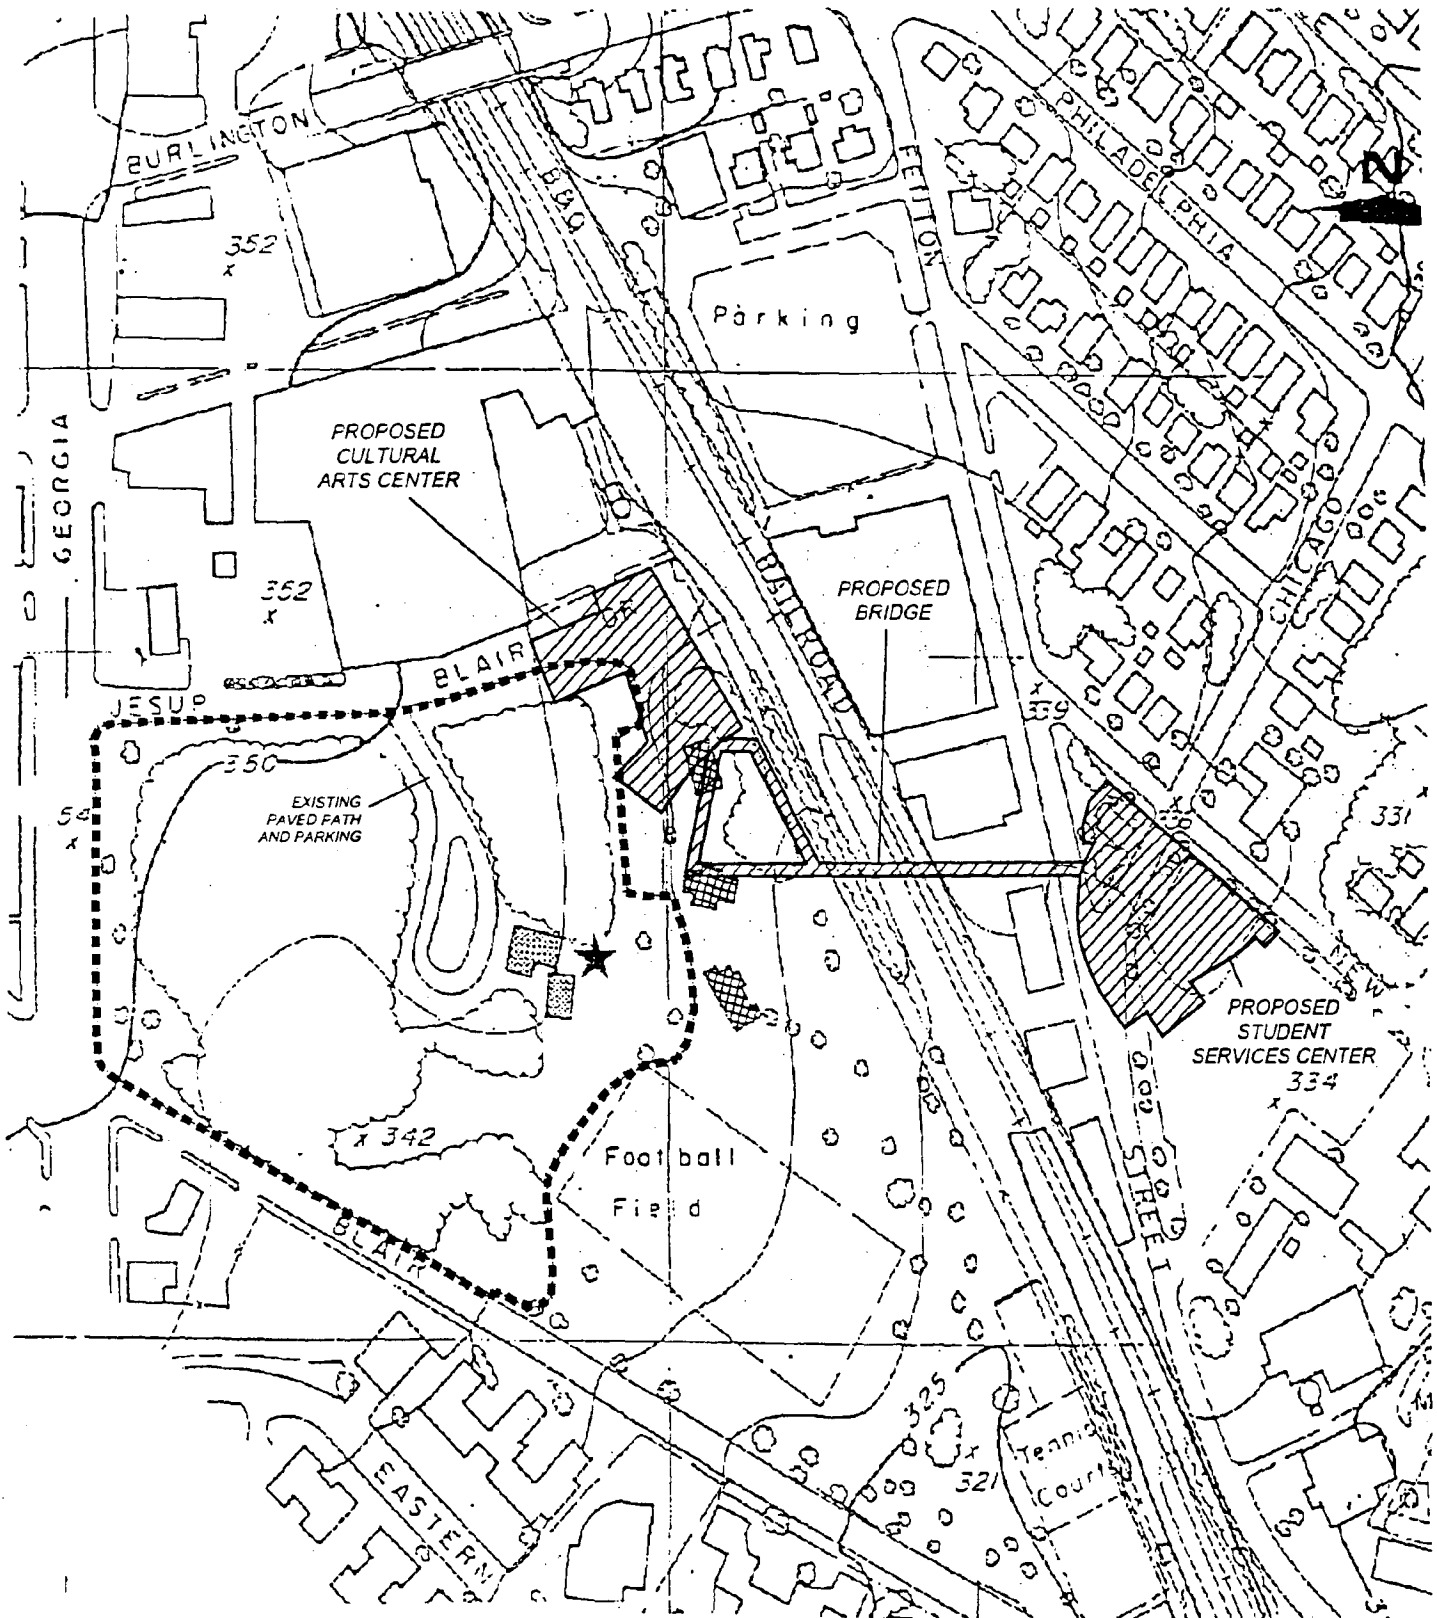 BURLINGTON
B&O
FENTON
PHILADELPHIA
N
352
x
Parking
GEORGIA
PROPOSED
CULTURAL
ARTS CENTER
352
x
PROPOSED
BRIDGE
RAILROAD
CHICAGO
BLAIR
JESUP
x
339
350
EXISTING
PAVED PATH
AND PARKING
x
331
x
NEW
PROPOSED
STUDENT
SERVICES CENTER
334
x
x 342
Football
Field
STREET
BLAIR
325
x
321
Tennis
Court
EASTERN